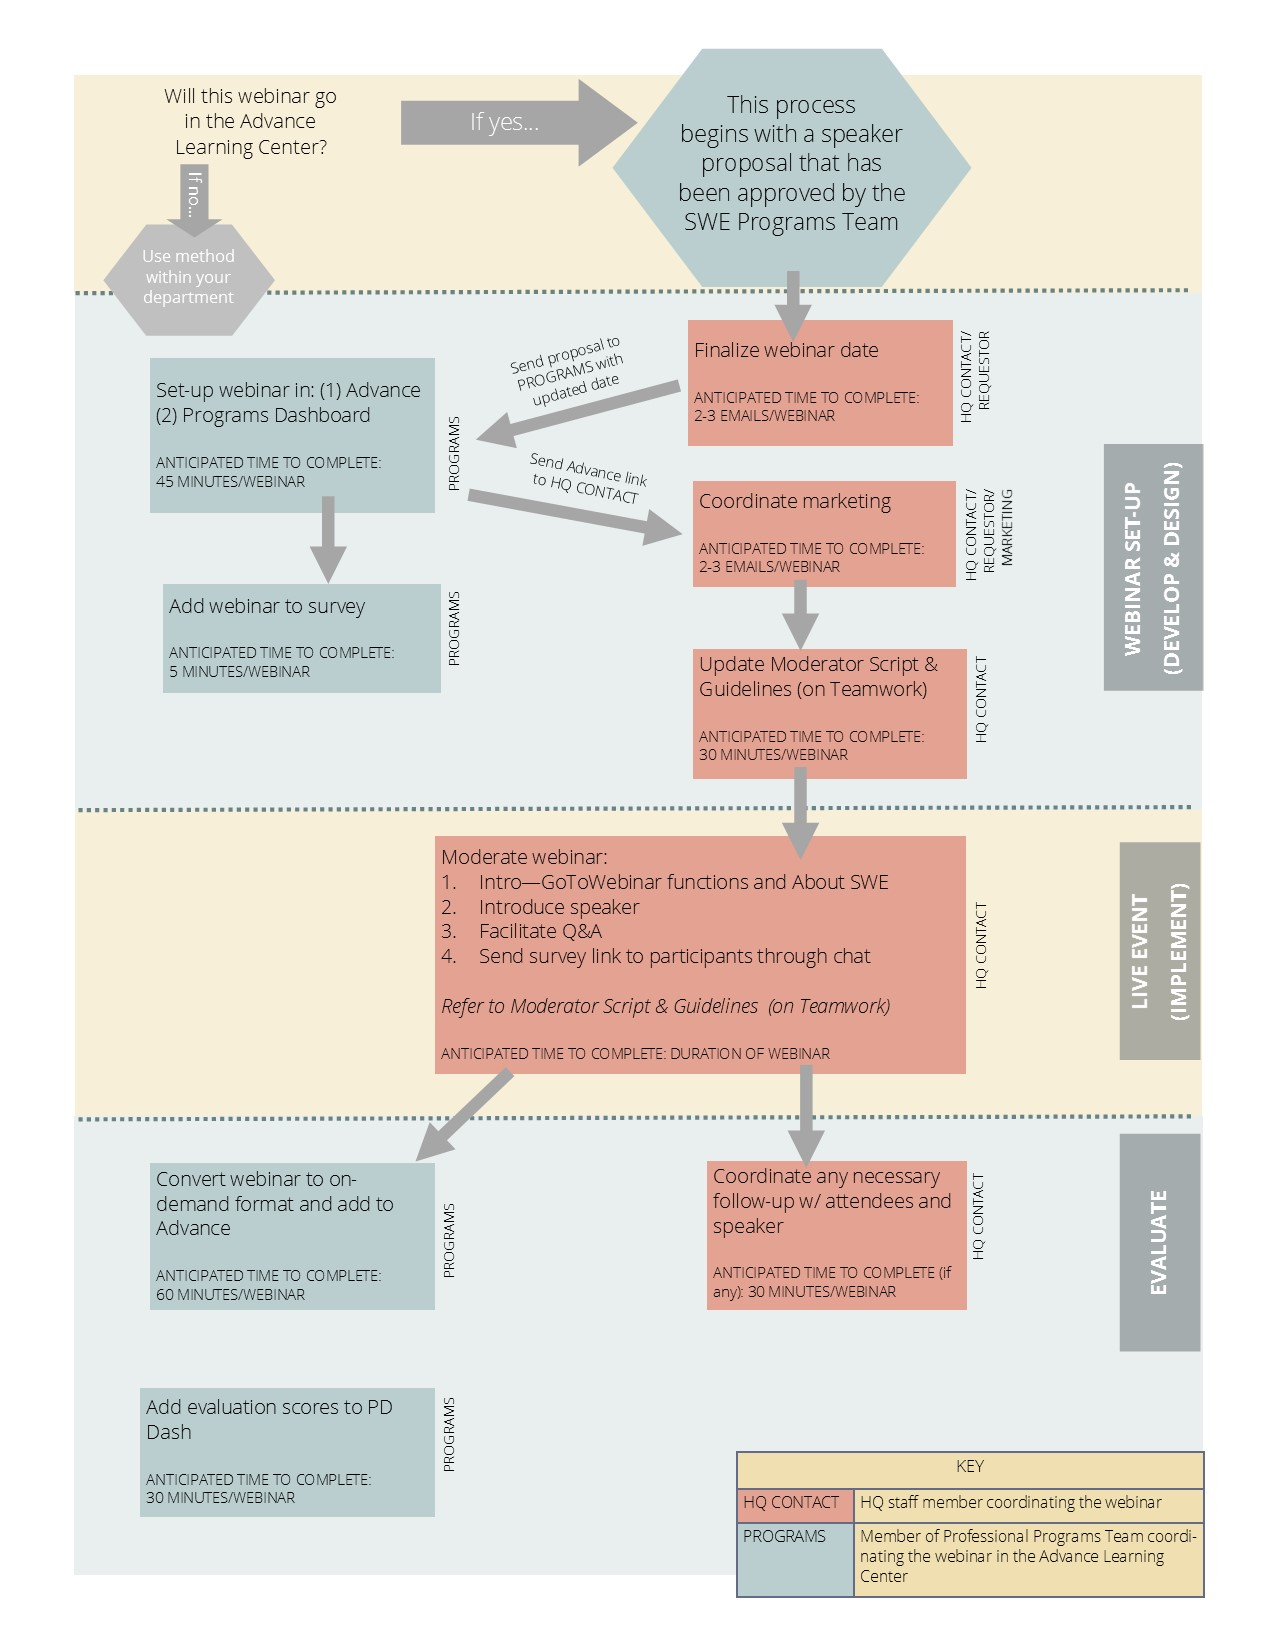 Will this webinar go
in the Advance
Learning Center?
If yes...
This process
begins with a speaker
proposal that has
been approved by the
SWE Programs Team
If no...
Use method
within your
department
Finalize webinar date
ANTICIPATED TIME TO COMPLETE:
2-3 EMAILS/WEBINAR
HQ CONTACT/
REQUESTOR
Send proposal to
PROGRAMS with
updated date
Set-up webinar in: (1) Advance
(2) Programs Dashboard
ANTICIPATED TIME TO COMPLETE:
45 MINUTES/WEBINAR
PROGRAMS
Send Advance link
to HQ CONTACT
Coordinate marketing
ANTICIPATED TIME TO COMPLETE:
2-3 EMAILS/WEBINAR
HQ CONTACT/
REQUESTOR/
MARKETING
WEBINAR SET-UP
(DEVELOP & DESIGN)
Add webinar to survey
ANTICIPATED TIME TO COMPLETE:
5 MINUTES/WEBINAR
PROGRAMS
Update Moderator Script &
Guidelines (on Teamwork)
ANTICIPATED TIME TO COMPLETE:
30 MINUTES/WEBINAR
HQ CONTACT
Moderate webinar:
1. Intro—GoToWebinar functions and About SWE
2. Introduce speaker
3. Facilitate Q&A
4. Send survey link to participants through chat
Refer to Moderator Script & Guidelines (on Teamwork)
ANTICIPATED TIME TO COMPLETE: DURATION OF WEBINAR
HQ CONTACT
LIVE EVENT
(IMPLEMENT)
Convert webinar to on-
demand format and add to
Advance
ANTICIPATED TIME TO COMPLETE:
60 MINUTES/WEBINAR
PROGRAMS
Coordinate any necessary
follow-up w/ attendees and
speaker
ANTICIPATED TIME TO COMPLETE (if
any): 30 MINUTES/WEBINAR
HQ CONTACT
EVALUATE
Add evaluation scores to PD
Dash
ANTICIPATED TIME TO COMPLETE:
30 MINUTES/WEBINAR
PROGRAMS
KEY
HQ CONTACT
HQ staff member coordinating the webinar
PROGRAMS
Member of Professional Programs Team coordi-
nating the webinar in the Advance Learning
Center